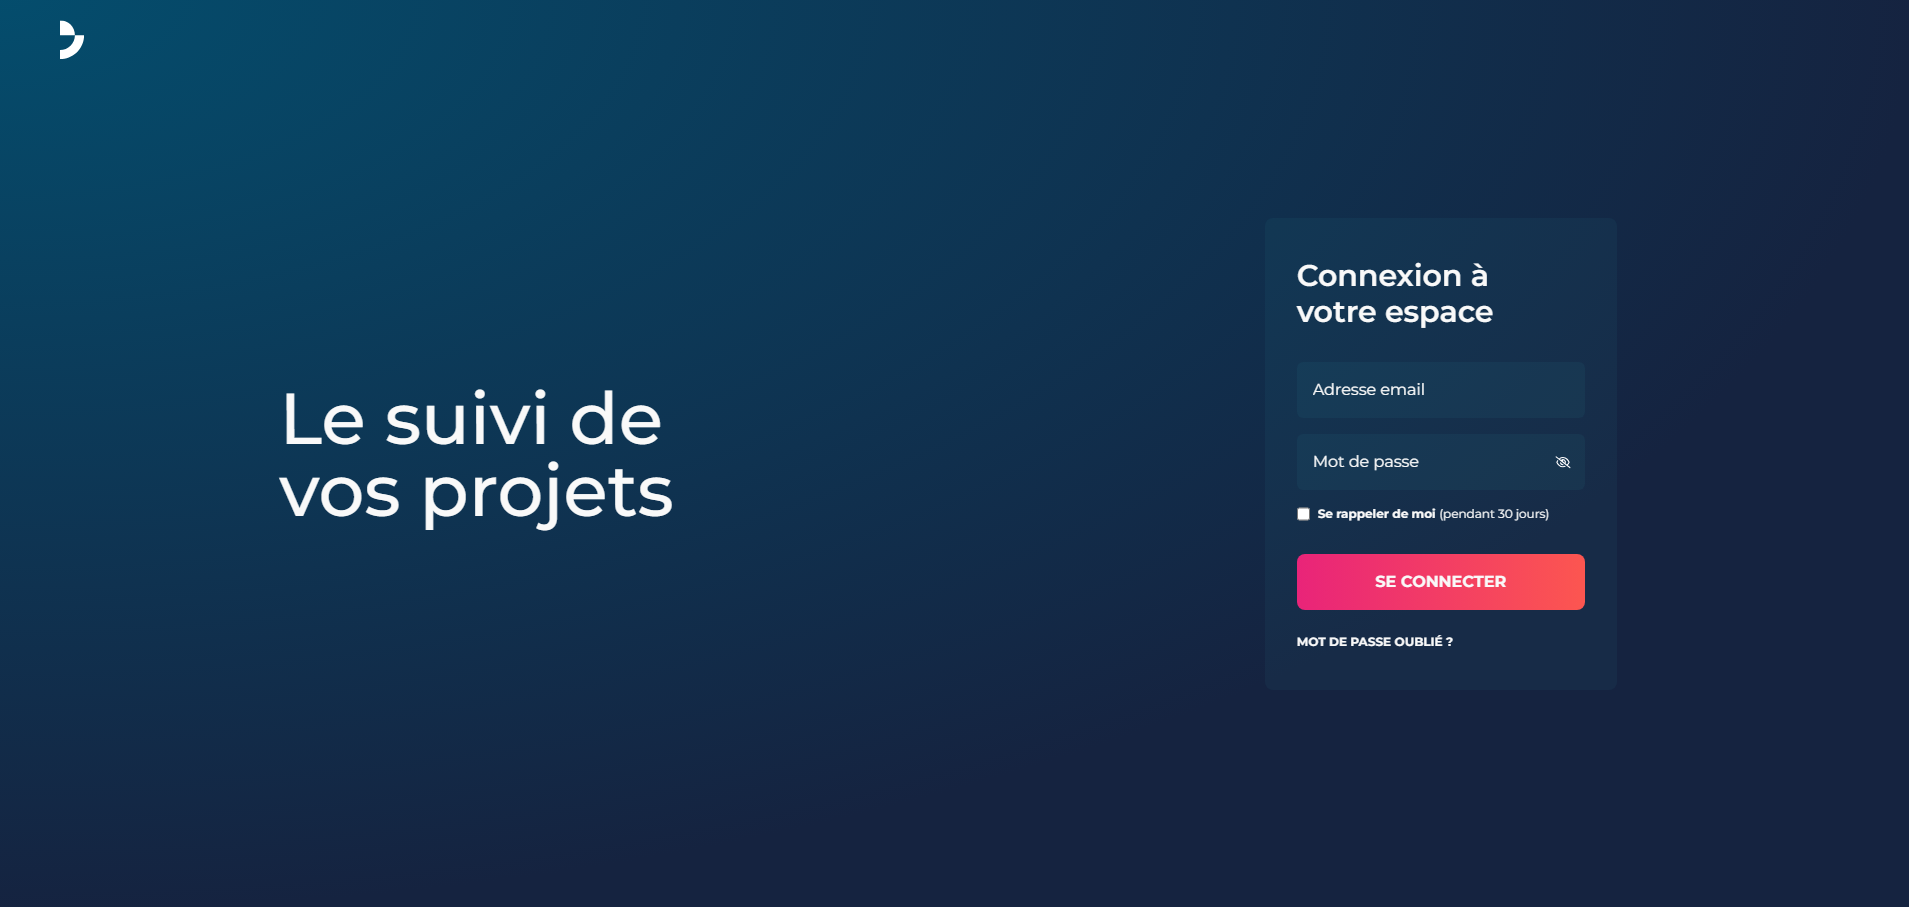 Le suivi de
vos projets
Connexion à
votre espace
Adresse email
Mot de passe
Se rappeler de moi (pendant 30 jours)
SE CONNECTER
MOT DE PASSE OUBLIÉ ?